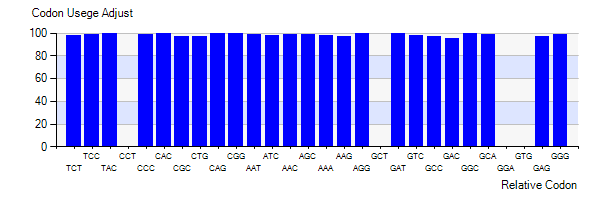 Codon Usege Adjust
100
80
60
40
20
0
TCC CCT CAC CTG CGG ATC AGC AAG GCT GTC GAC GCA GTG GGG
TCT TAC CCC CGC CAG AAT AAC AAA AGG GAT GCC GGC GGA GAG
Relative Codon